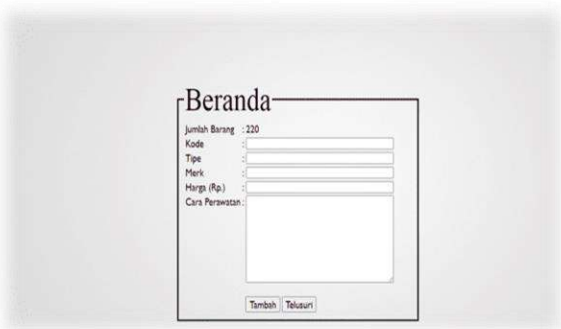 Beranda
Jumlah Barang : 220
Kode :
Tipe :
Merk :
Harga (Rp.) :
Cara Perawatan :
Tambah Telusuri